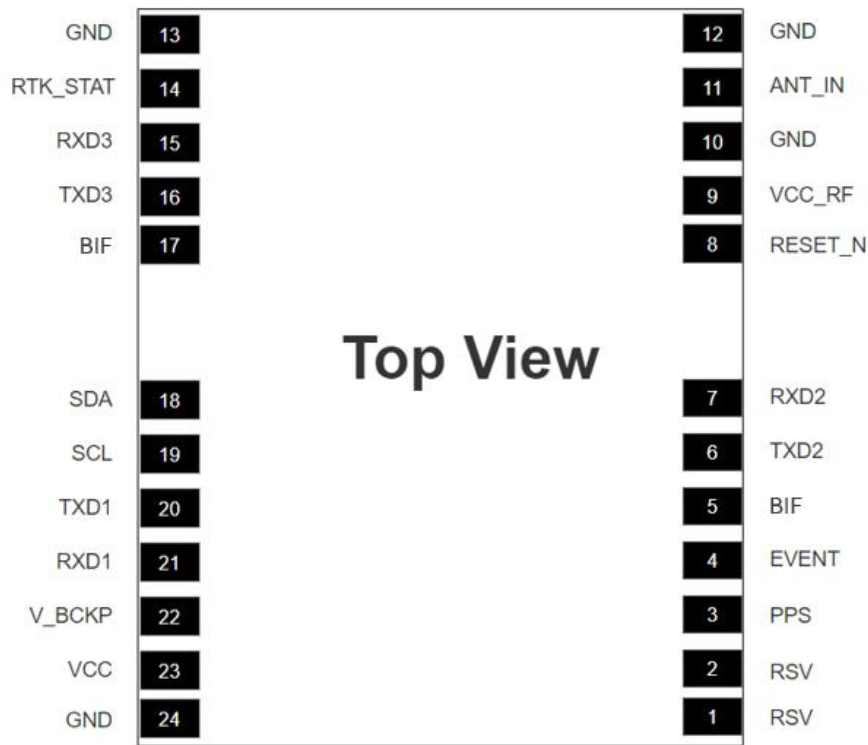 GND 13 12 GND
RTK_STAT 14 11 ANT_IN
RXD3 15 10 GND
TXD3 16 9 VCC_RF
BIF 17 8 RESET_N
Top View
SDA 18 7 RXD2
SCL 19 6 TXD2
TXD1 20 5 BIF
RXD1 21 4 EVENT
V_BCKP 22 3 PPS
VCC 23 2 RSV
GND 24 1 RSV